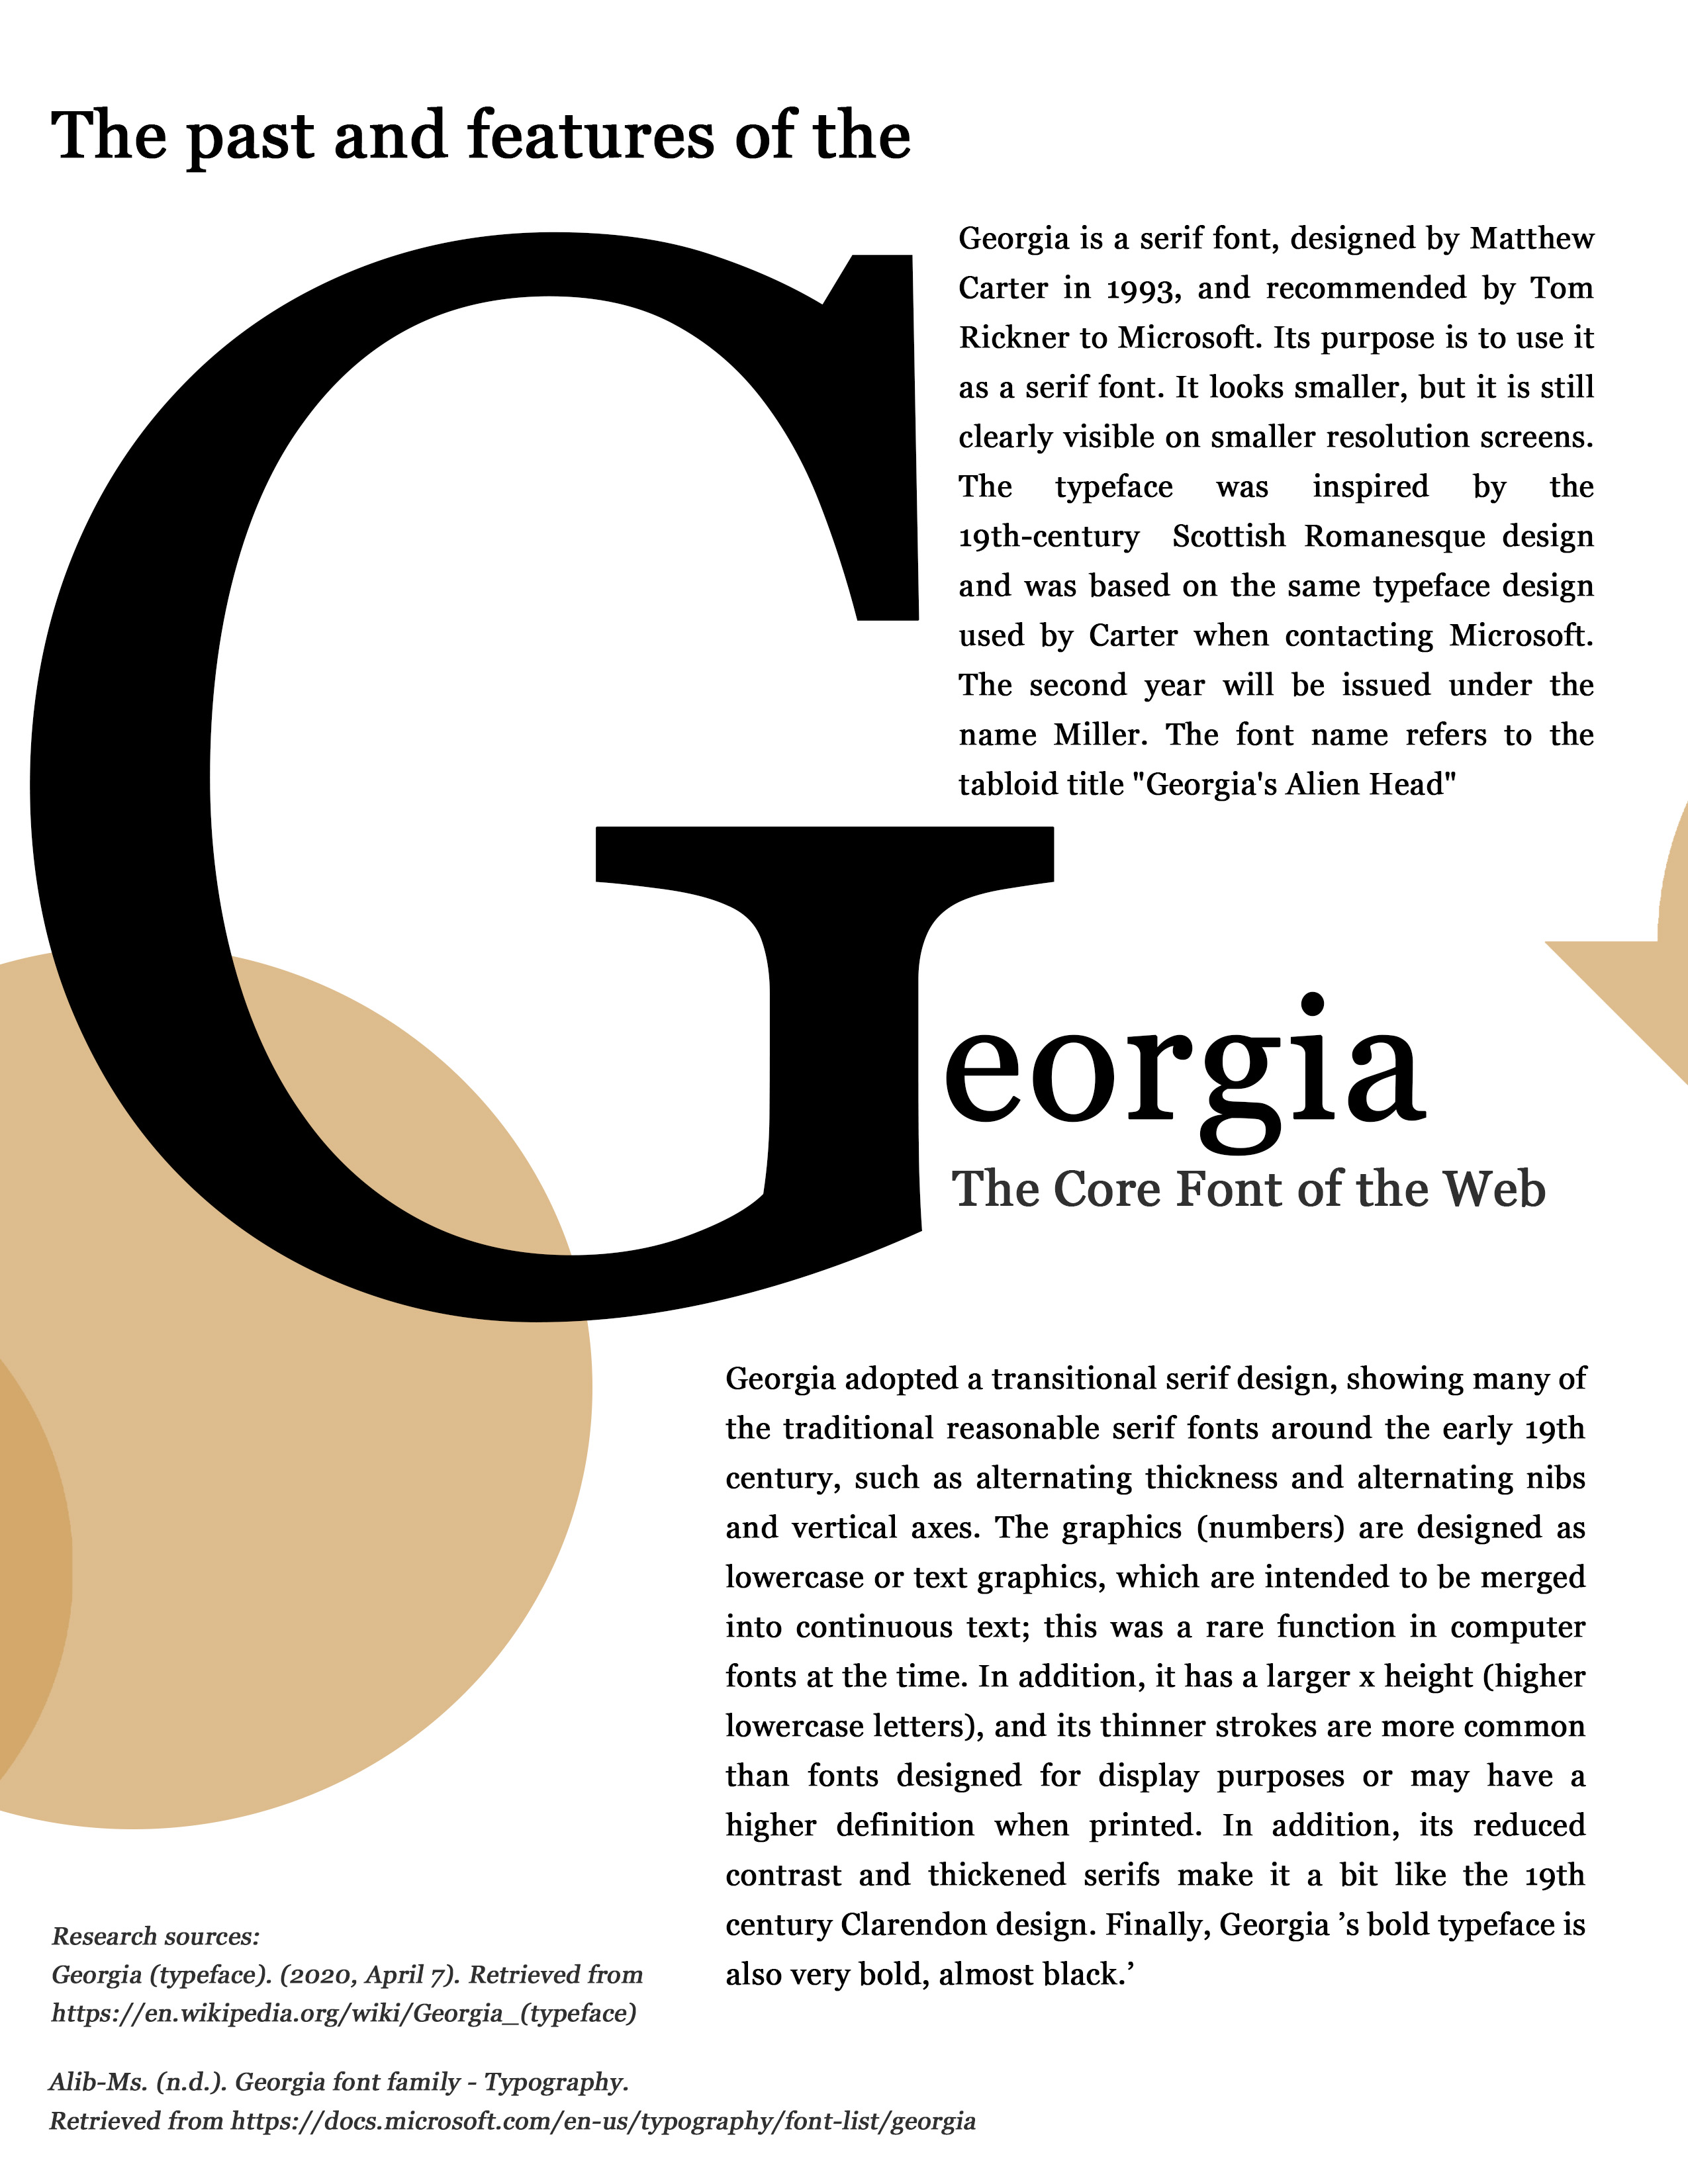 The past and features of the
Georgia is a serif font, designed by Matthew
Carter in 1993, and recommended by Tom
Rickner to Microsoft. Its purpose is to use it
as a serif font. It looks smaller, but it is still
clearly visible on smaller resolution screens.
The typeface was inspired by the
19th-century Scottish Romanesque design
and was based on the same typeface design
used by Carter when contacting Microsoft.
The second year will be issued under the
name Miller. The font name refers to the
tabloid title "Georgia's Alien Head"
Georgia
The Core Font of the Web
Georgia adopted a transitional serif design, showing many of
the traditional reasonable serif fonts around the early 19th
century, such as alternating thickness and alternating nibs
and vertical axes. The graphics (numbers) are designed as
lowercase or text graphics, which are intended to be merged
into continuous text; this was a rare function in computer
fonts at the time. In addition, it has a larger x height (higher
lowercase letters), and its thinner strokes are more common
than fonts designed for display purposes or may have a
higher definition when printed. In addition, its reduced
contrast and thickened serifs make it a bit like the 19th
century Clarendon design. Finally, Georgia ’s bold typeface is
also very bold, almost black.’
Research sources:
Georgia (typeface). (2020, April 7). Retrieved from
https://en.wikipedia.org/wiki/Georgia_(typeface)
Alib-Ms. (n.d.). Georgia font family - Typography.
Retrieved from https://docs.microsoft.com/en-us/typography/font-list/georgia